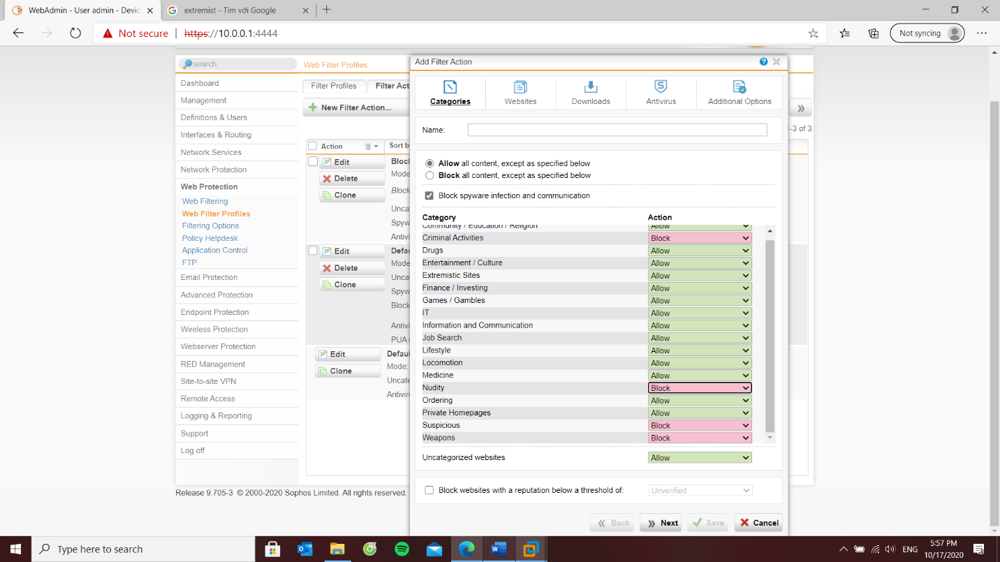 WebAdmin - User admin - Devic
extremist - Tìm với Google
Not secure | https://10.0.0.1:4444
Not syncing
search
Dashboard
Management
Definitions & Users
Interfaces & Routing
Network Services
Network Protection
Web Protection
Web Filtering
Web Filter Profiles
Filtering Options
Policy Helpdesk
Application Control
FTP
Email Protection
Advanced Protection
Endpoint Protection
Wireless Protection
Webserver Protection
RED Management
Site-to-site VPN
Remote Access
Logging & Reporting
Support
Log off
Web Filter Profiles
Filter Profiles
Filter Act
New Filter Action...
-3 of 3
Action
Sort b
Edit
Delete
Clone
Block
Mode
Block
Unca
Spyw
Antivi
Edit
Delete
Clone
Defau
Mode
Unca
Spyw
Block
Antivi
PUA
Edit
Clone
Defaul
Mode:
Uncate
Antivir
Release 9.705-3 © 2000-2020 Sophos Limited. All rights reserved.
Add Filter Action
Categories
Websites
Downloads
Antivirus
Additional Options
Name:
Allow all content, except as specified below
Block all content, except as specified below
Block spyware infection and communication
Category Action
Community / Education / Religion Allow
Criminal Activities Block
Drugs Allow
Entertainment / Culture Allow
Extremistic Sites Allow
Finance / Investing Allow
Games / Gambles Allow
IT Allow
Information and Communication Allow
Job Search Allow
Lifestyle Allow
Locomotion Allow
Medicine Allow
Nudity Block
Ordering Allow
Private Homepages Allow
Suspicious Block
Weapons Block
Uncategorized websites Allow
Block websites with a reputation below a threshold of: Unverified
Back
Next
Save
Cancel
Type here to search
ENG
5:57 PM
10/17/2020